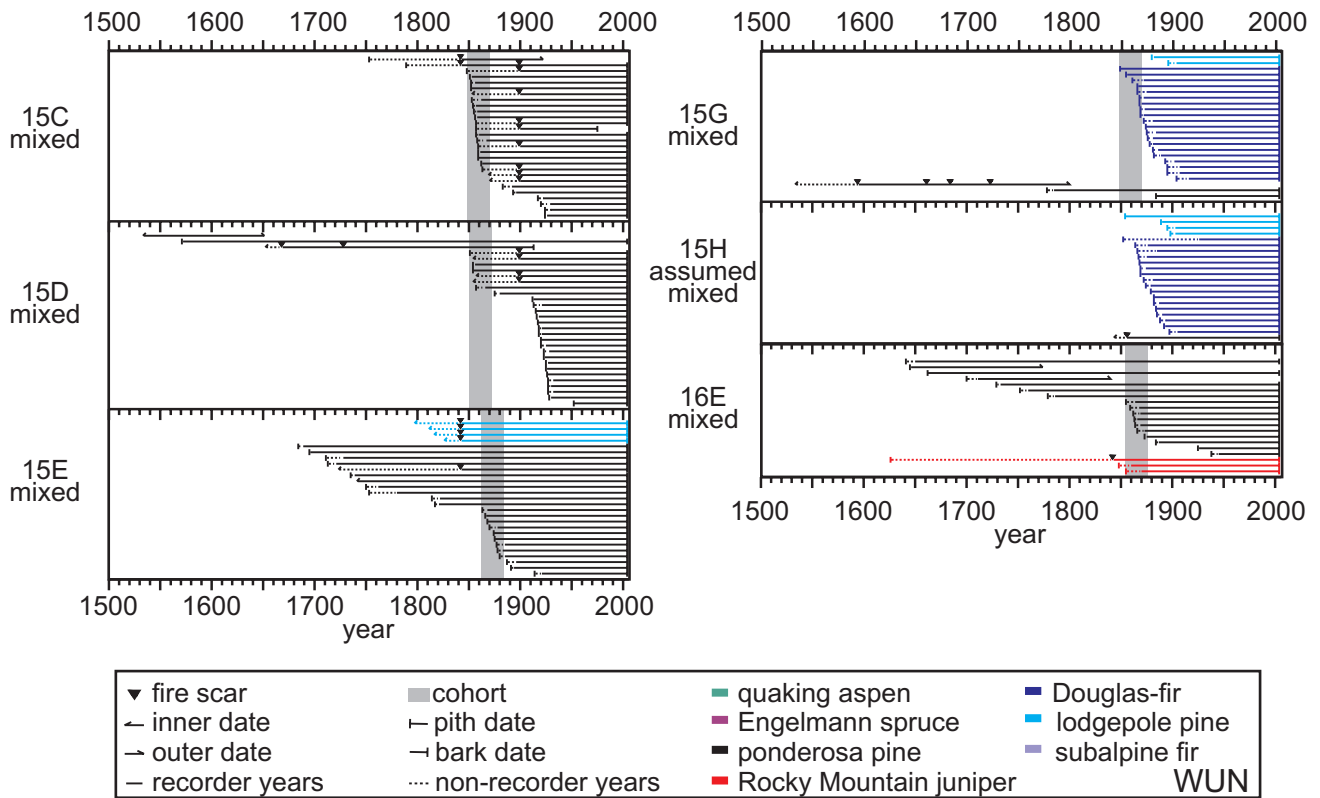 1500 1600 1700 1800 1900 2000
1500 1600 1700 1800 1900 2000
15C
mixed
15D
mixed
15E
mixed
1500 1600 1700 1800 1900 2000
year
15G
mixed
15H
assumed
mixed
16E
mixed
1500 1600 1700 1800 1900 2000
year
fire scar
inner date
outer date
recorder years
cohort
pith date
bark date
non-recorder years
quaking aspen
Engelmann spruce
ponderosa pine
Rocky Mountain juniper
Douglas-fir
lodgepole pine
subalpine fir
WUN